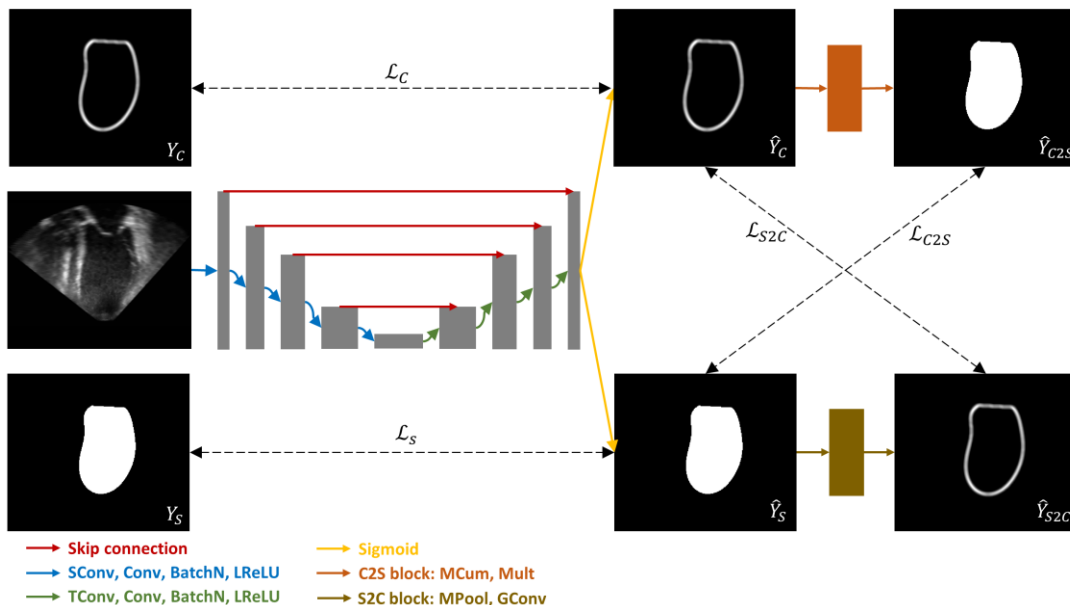 ℒ_C
Y_C
Ŷ_C
Ŷ_C2S
ℒ_S2C
ℒ_C2S
ℒ_s
Y_S
Ŷ_S
Ŷ_S2C
Skip connection
Sigmoid
SConv, Conv, BatchN, LReLU
C2S block: MCum, Mult
TConv, Conv, BatchN, LReLU
S2C block: MPool, GConv